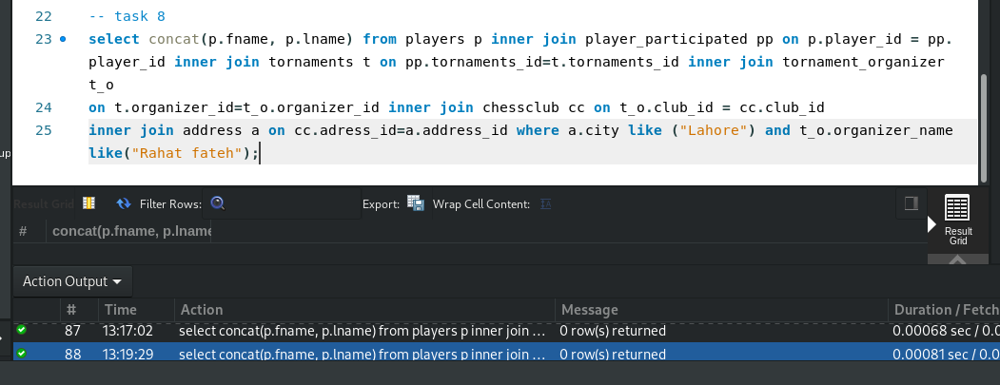 22 -- task 8
23 select concat(p.fname, p.lname) from players p inner join player_participated pp on p.player_id = pp.
player_id inner join tornaments t on pp.tornaments_id=t.tornaments_id inner join tornament_organizer
t_o
24 on t.organizer_id=t_o.organizer_id inner join chessclub cc on t_o.club_id = cc.club_id
25 inner join address a on cc.adress_id=a.address_id where a.city like ("Lahore") and t_o.organizer_name
like("Rahat fateh");
up
Result Grid Filter Rows: Export: Wrap Cell Content: IA
# concat(p.fname, p.lname
Result
Grid
Action Output
# Time Action Message Duration / Fetch
87 13:17:02 select concat(p.fname, p.lname) from players p inner join ... 0 row(s) returned 0.00068 sec / 0.0
88 13:19:29 select concat(p.fname, p.lname) from players p inner join ... 0 row(s) returned 0.00081 sec / 0.0